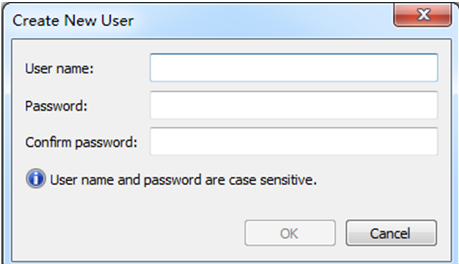 Create New User
User name:
Password:
Confirm password:
User name and password are case sensitive.
OK Cancel